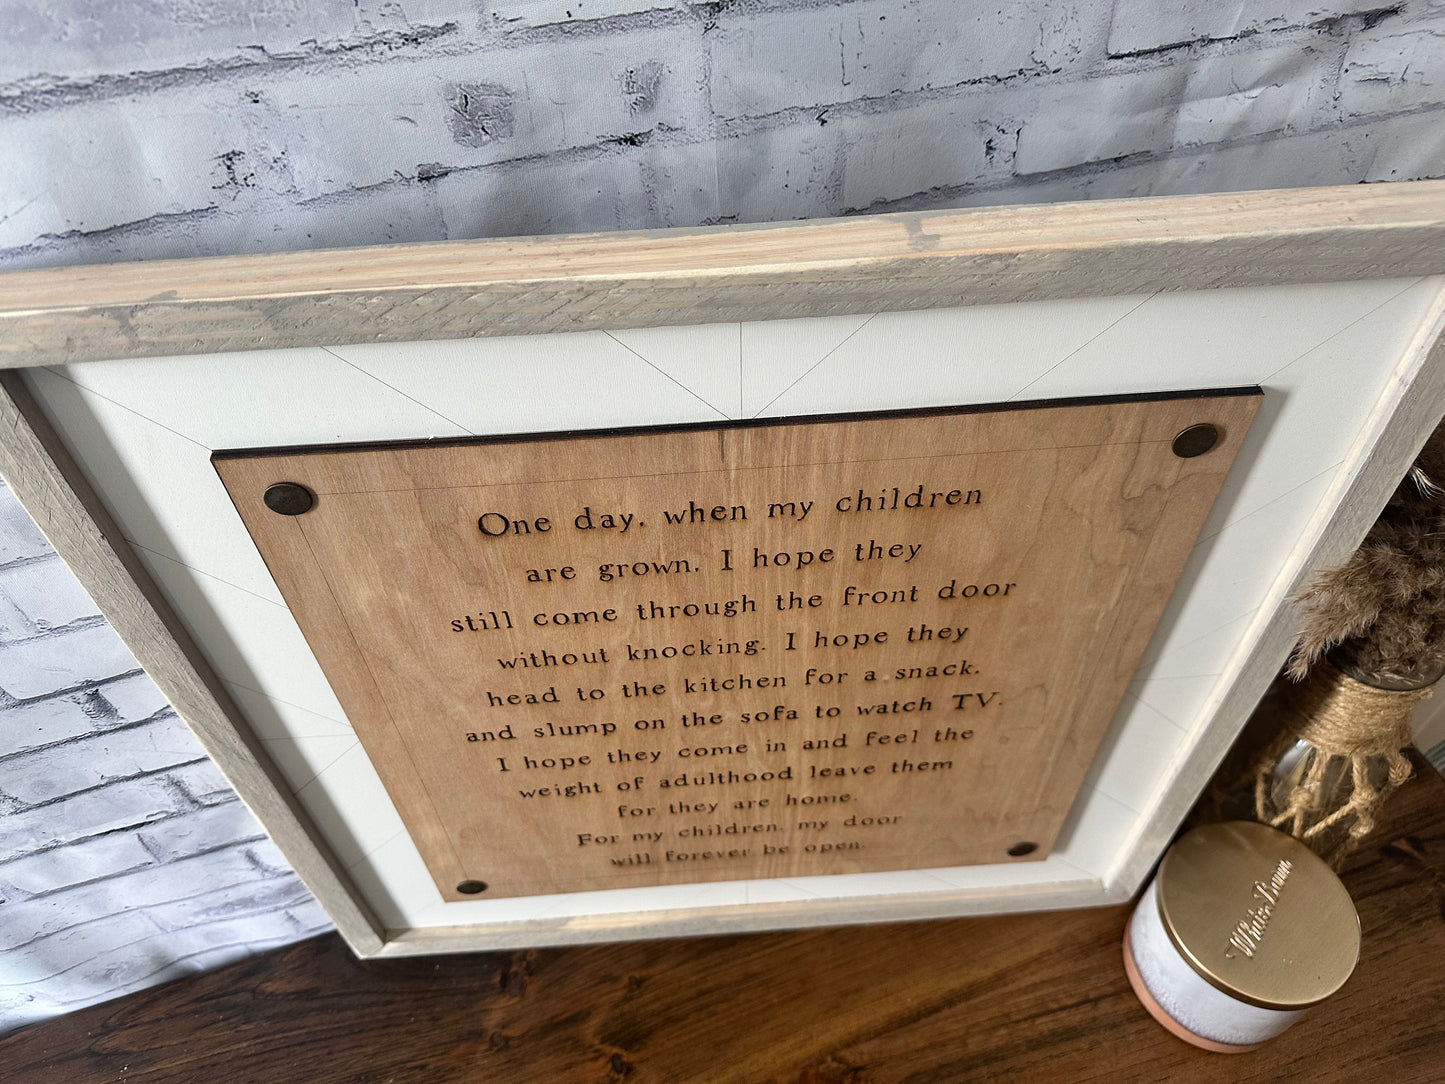 One day, when my children
are grown, I hope they
still come through the front door
without knocking. I hope they
head to the kitchen for a snack,
and slump on the sofa to watch TV.
I hope they come in and feel the
weight of adulthood leave them
for they are home.
For my children, my door
will forever be open.
White Barn